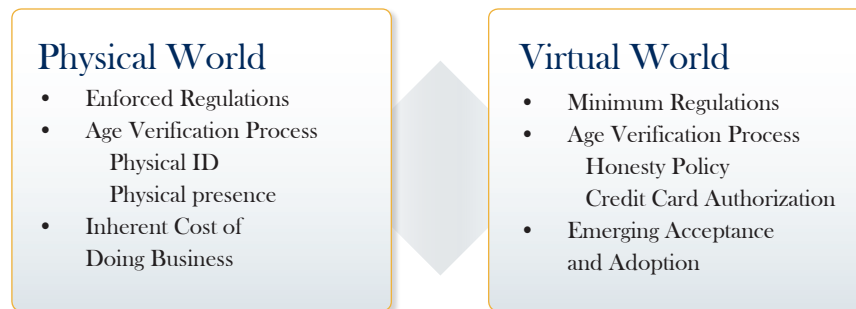 Physical World
• Enforced Regulations
• Age Verification Process
Physical ID
Physical presence
• Inherent Cost of
Doing Business
Virtual World
• Minimum Regulations
• Age Verification Process
Honesty Policy
Credit Card Authorization
• Emerging Acceptance
and Adoption